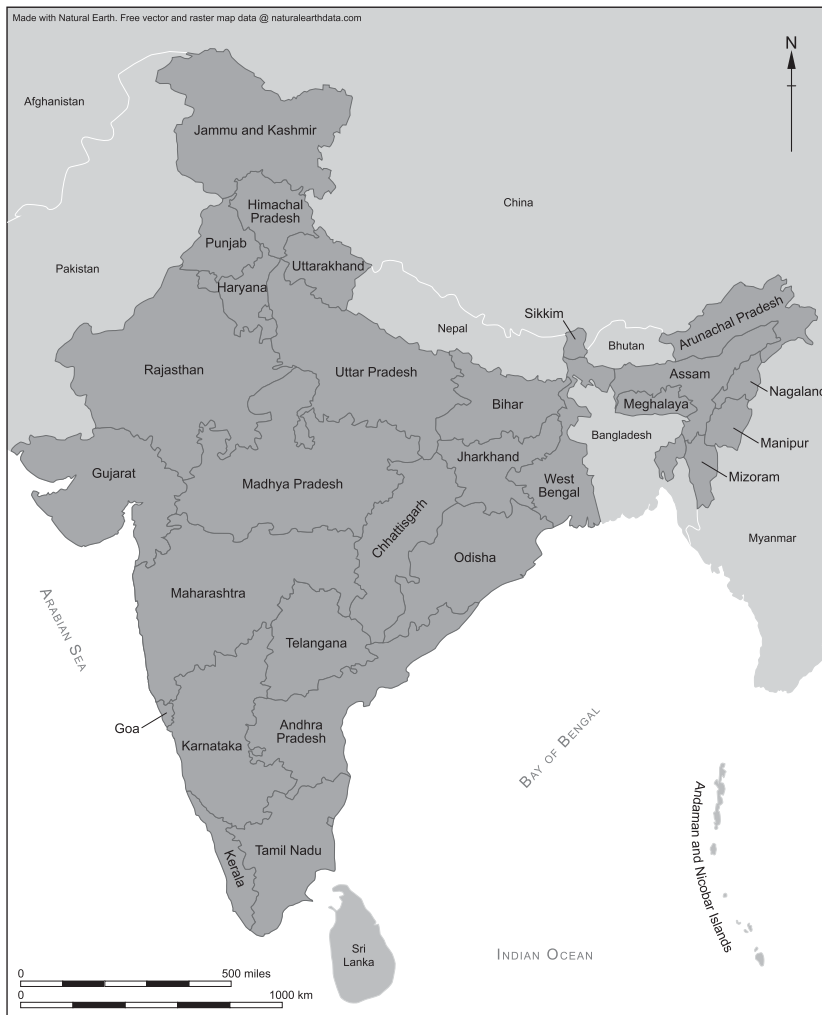 Made with Natural Earth. Free vector and raster map data @ naturalearthdata.com
N
Afghanistan
Jammu and Kashmir
China
Himachal
Pradesh
Punjab
Pakistan
Uttarakhand
Haryana
Sikkim
Nepal
Bhutan
Arunachal Pradesh
Rajasthan
Uttar Pradesh
Assam
Nagaland
Bihar
Meghalaya
Bangladesh
Manipur
Gujarat
Madhya Pradesh
Jharkhand
West
Bengal
Mizoram
Chhattisgarh
Odisha
Myanmar
Maharashtra
ARABIAN SEA
Telangana
Goa
Karnataka
Andhra
Pradesh
BAY OF BENGAL
Andaman and Nicobar Islands
Kerala
Tamil Nadu
Sri
Lanka
INDIAN OCEAN
0 500 miles
0 1000 km